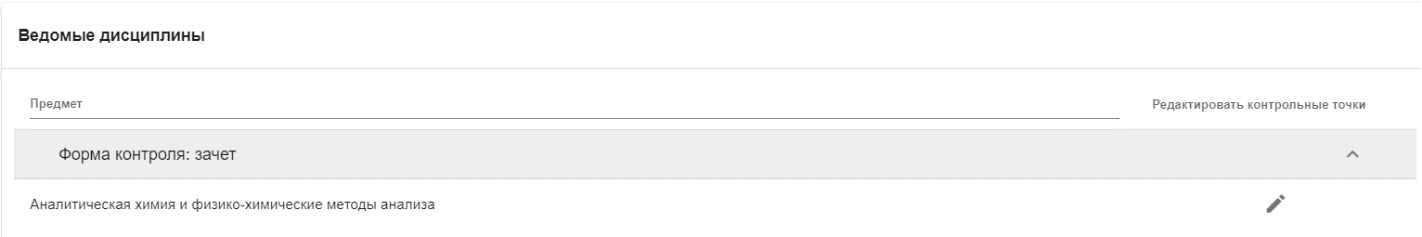 Ведомые дисциплины
Предмет
Редактировать контрольные точки
Форма контроля: зачет
Аналитическая химия и физико-химические методы анализа